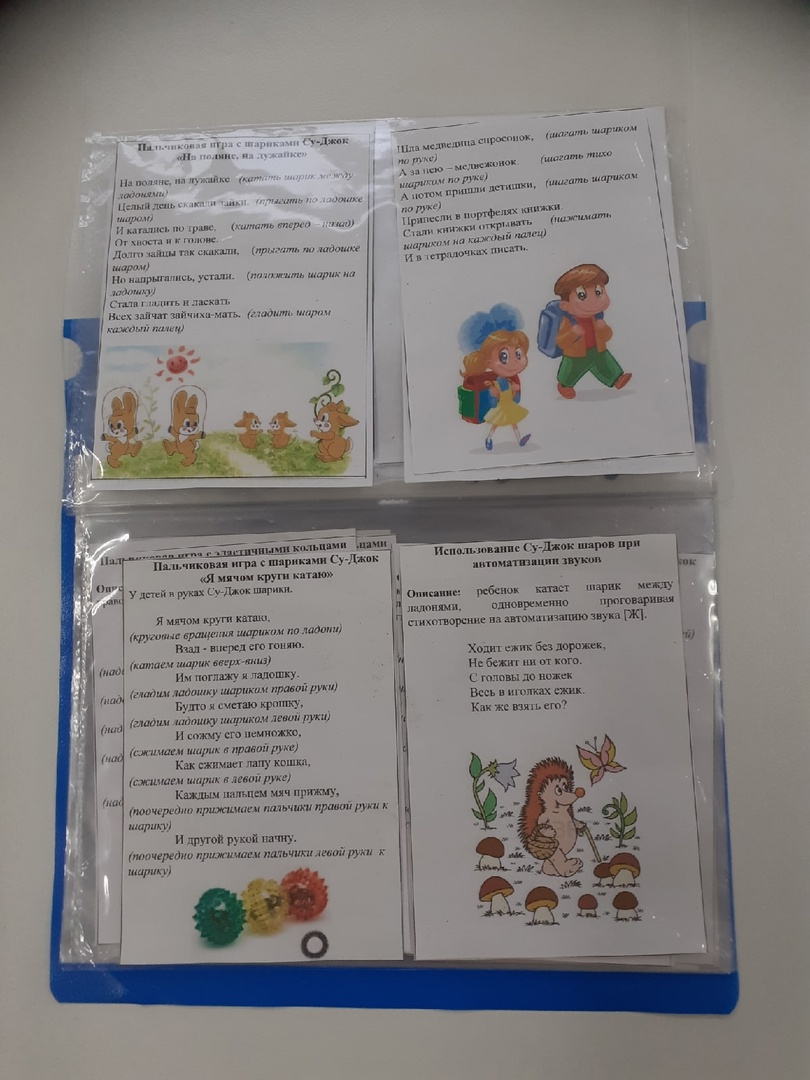 Пальчиковая игра с шариками Су-Джок
«На поляне, на лужайке»
На поляне, на лужайке (катать шарик между
ладонями)
Целый день скакали зайки. (прыгать по ладошке
шаром)
И катались по траве, (катать вперед – назад)
От хвоста и к голове.
Долго зайцы так скакали, (прыгать по ладошке
шаром)
Но напрыгались, устали. (положить шарик на
ладошку)
Стала гладить и ласкать
Всех зайчат зайчиха-мать. (гладить шаром
каждый палец)
Шла медведица спросонок, (шагать шариком
по руке)
А за нею – медвежонок. (шагать тихо
шариком по руке)
А потом пришли детишки, (шагать шариком
по руке)
Принесли в портфелях книжки.
Стали книжки открывать (нажимать
шариком на каждый палец)
И в тетрадочках писать.
Пальчиковая игра с эластичными кольцами
Пальчиковая игра с шариками Су-Джок
«Я мячом круги катаю»
У детей в руках Су-Джок шарики.
Я мячом круги катаю,
(круговые вращения шариком по ладони)
Взад - вперед его гоняю.
(катаем шарик вверх-вниз)
Им поглажу я ладошку.
(гладим ладошку шариком правой руки)
Будто я сметаю крошку,
(гладим ладошку шариком левой руки)
И сожму его немножко,
(сжимаем шарик в правой руке)
Как сжимает лапу кошка,
(сжимаем шарик в левой руке)
Каждым пальцем мяч прижму,
(поочередно прижимаем пальчики правой руки к
шарику)
И другой рукой начну.
(поочередно прижимаем пальчики левой руки к
шарику)
Использование Су-Джок шаров при
автоматизации звуков
Описание: ребенок катает шарик между
ладонями, одновременно проговаривая
стихотворение на автоматизацию звука [Ж].
Ходит ежик без дорожек,
Не бежит ни от кого.
С головы до ножек
Весь в иголках ежик.
Как же взять его?